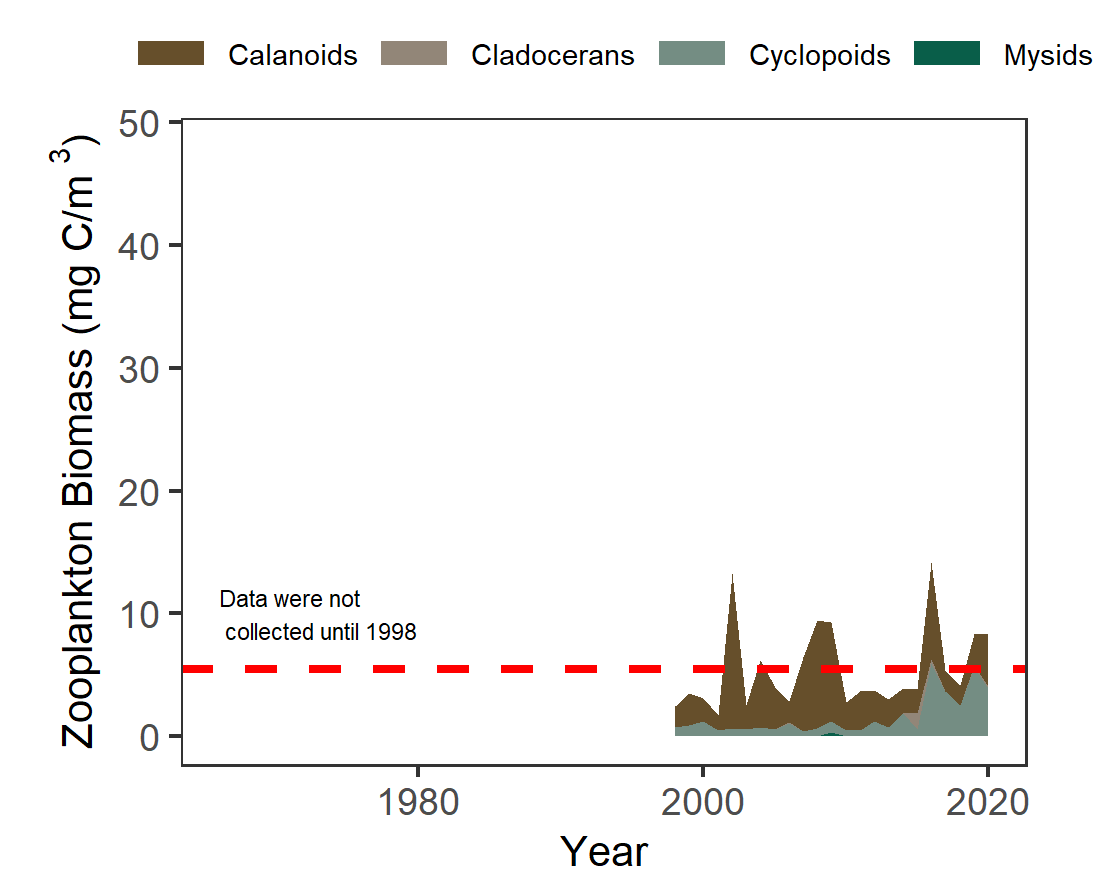 Calanoids Cladocerans Cyclopoids Mysids
Zooplankton Biomass (mg C/m ³)
50
40
30
20
10
0
Data were not
collected until 1998
1980 2000 2020
Year